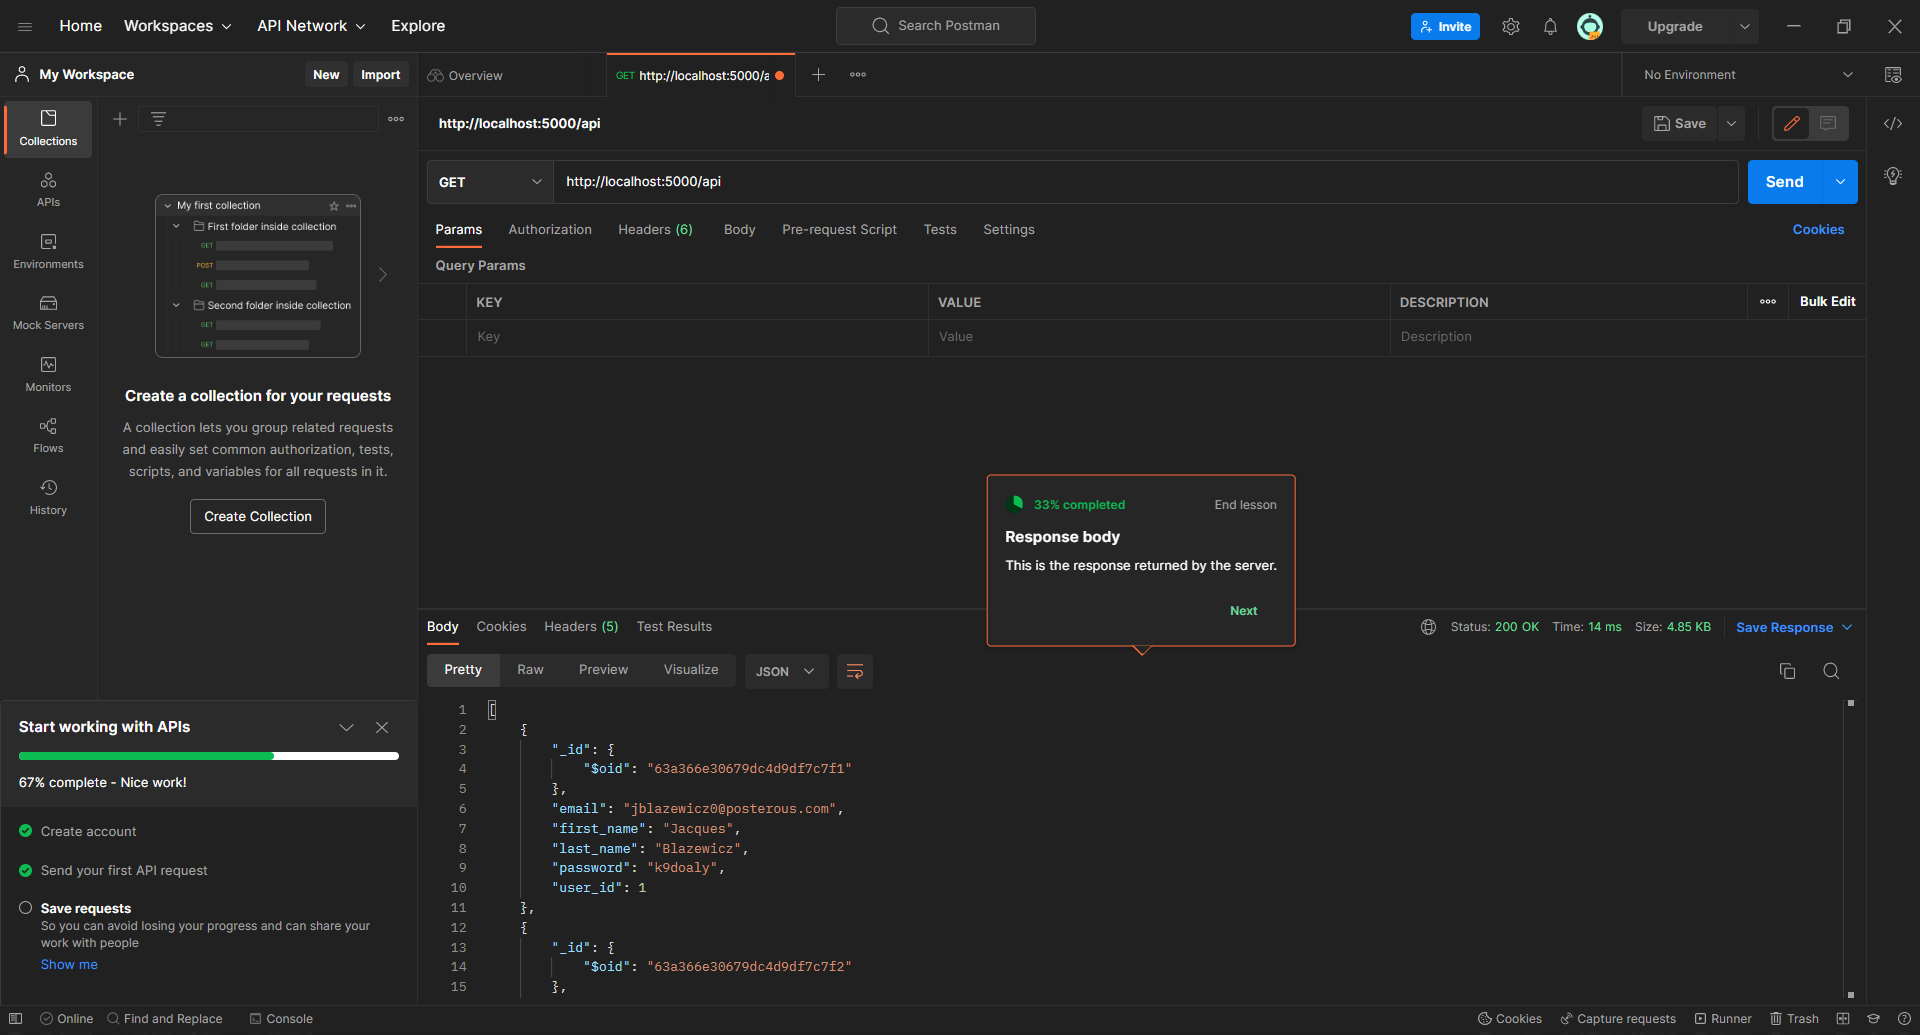 Home Workspaces API Network Explore
Search Postman
Invite
Upgrade
My Workspace
New Import
Overview
GET http://localhost:5000/a
No Environment
http://localhost:5000/api
Save
GET http://localhost:5000/api
Send
Params Authorization Headers (6) Body Pre-request Script Tests Settings
Cookies
Query Params
KEY VALUE DESCRIPTION
Bulk Edit
Key Value Description
Collections
APIs
Environments
Mock Servers
Monitors
Flows
History
My first collection
First folder inside collection
GET
POST
GET
Second folder inside collection
GET
GET
Create a collection for your requests
A collection lets you group related requests
and easily set common authorization, tests,
scripts, and variables for all requests in it.
Create Collection
33% completed
End lesson
Response body
This is the response returned by the server.
Next
Body Cookies Headers (5) Test Results
Status: 200 OK Time: 14 ms Size: 4.85 KB
Save Response
Pretty Raw Preview Visualize
JSON
1 [
2 {
3 "_id": {
4 "$oid": "63a366e30679dc4d9df7c7f1"
5 },
6 "email": "jblazewicz0@posterous.com",
7 "first_name": "Jacques",
8 "last_name": "Blazewicz",
9 "password": "k9doaly",
10 "user_id": 1
11 },
12 {
13 "_id": {
14 "$oid": "63a366e30679dc4d9df7c7f2"
15 },
Start working with APIs
67% complete - Nice work!
Create account
Send your first API request
Save requests
So you can avoid losing your progress and can share your
work with people
Show me
Online Find and Replace Console
Cookies Capture requests Runner Trash